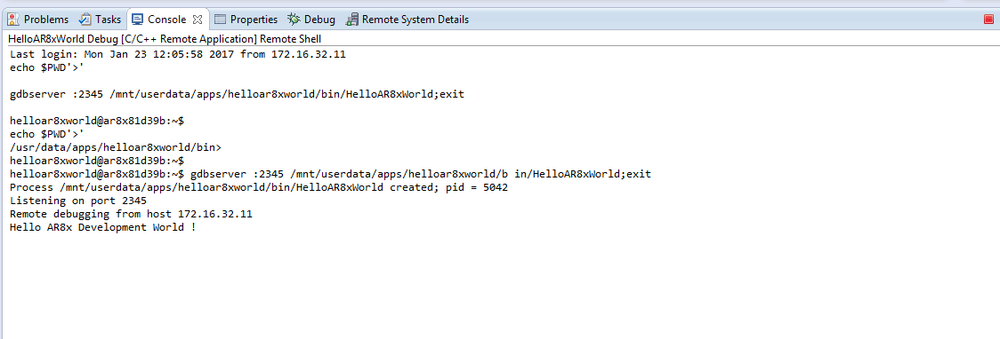 Problems Tasks Console Properties Debug Remote System Details
HelloAR8xWorld Debug [C/C++ Remote Application] Remote Shell
Last login: Mon Jan 23 12:05:58 2017 from 172.16.32.11
echo $PWD'>'
gdbserver :2345 /mnt/userdata/apps/helloar8xworld/bin/HelloAR8xWorld;exit
helloar8xworld@ar8x81d39b:~$
echo $PWD'>'
/usr/data/apps/helloar8xworld/bin>
helloar8xworld@ar8x81d39b:~$
helloar8xworld@ar8x81d39b:~$ gdbserver :2345 /mnt/userdata/apps/helloar8xworld/b in/HelloAR8xWorld;exit
Process /mnt/userdata/apps/helloar8xworld/bin/HelloAR8xWorld created; pid = 5042
Listening on port 2345
Remote debugging from host 172.16.32.11
Hello AR8x Development World !